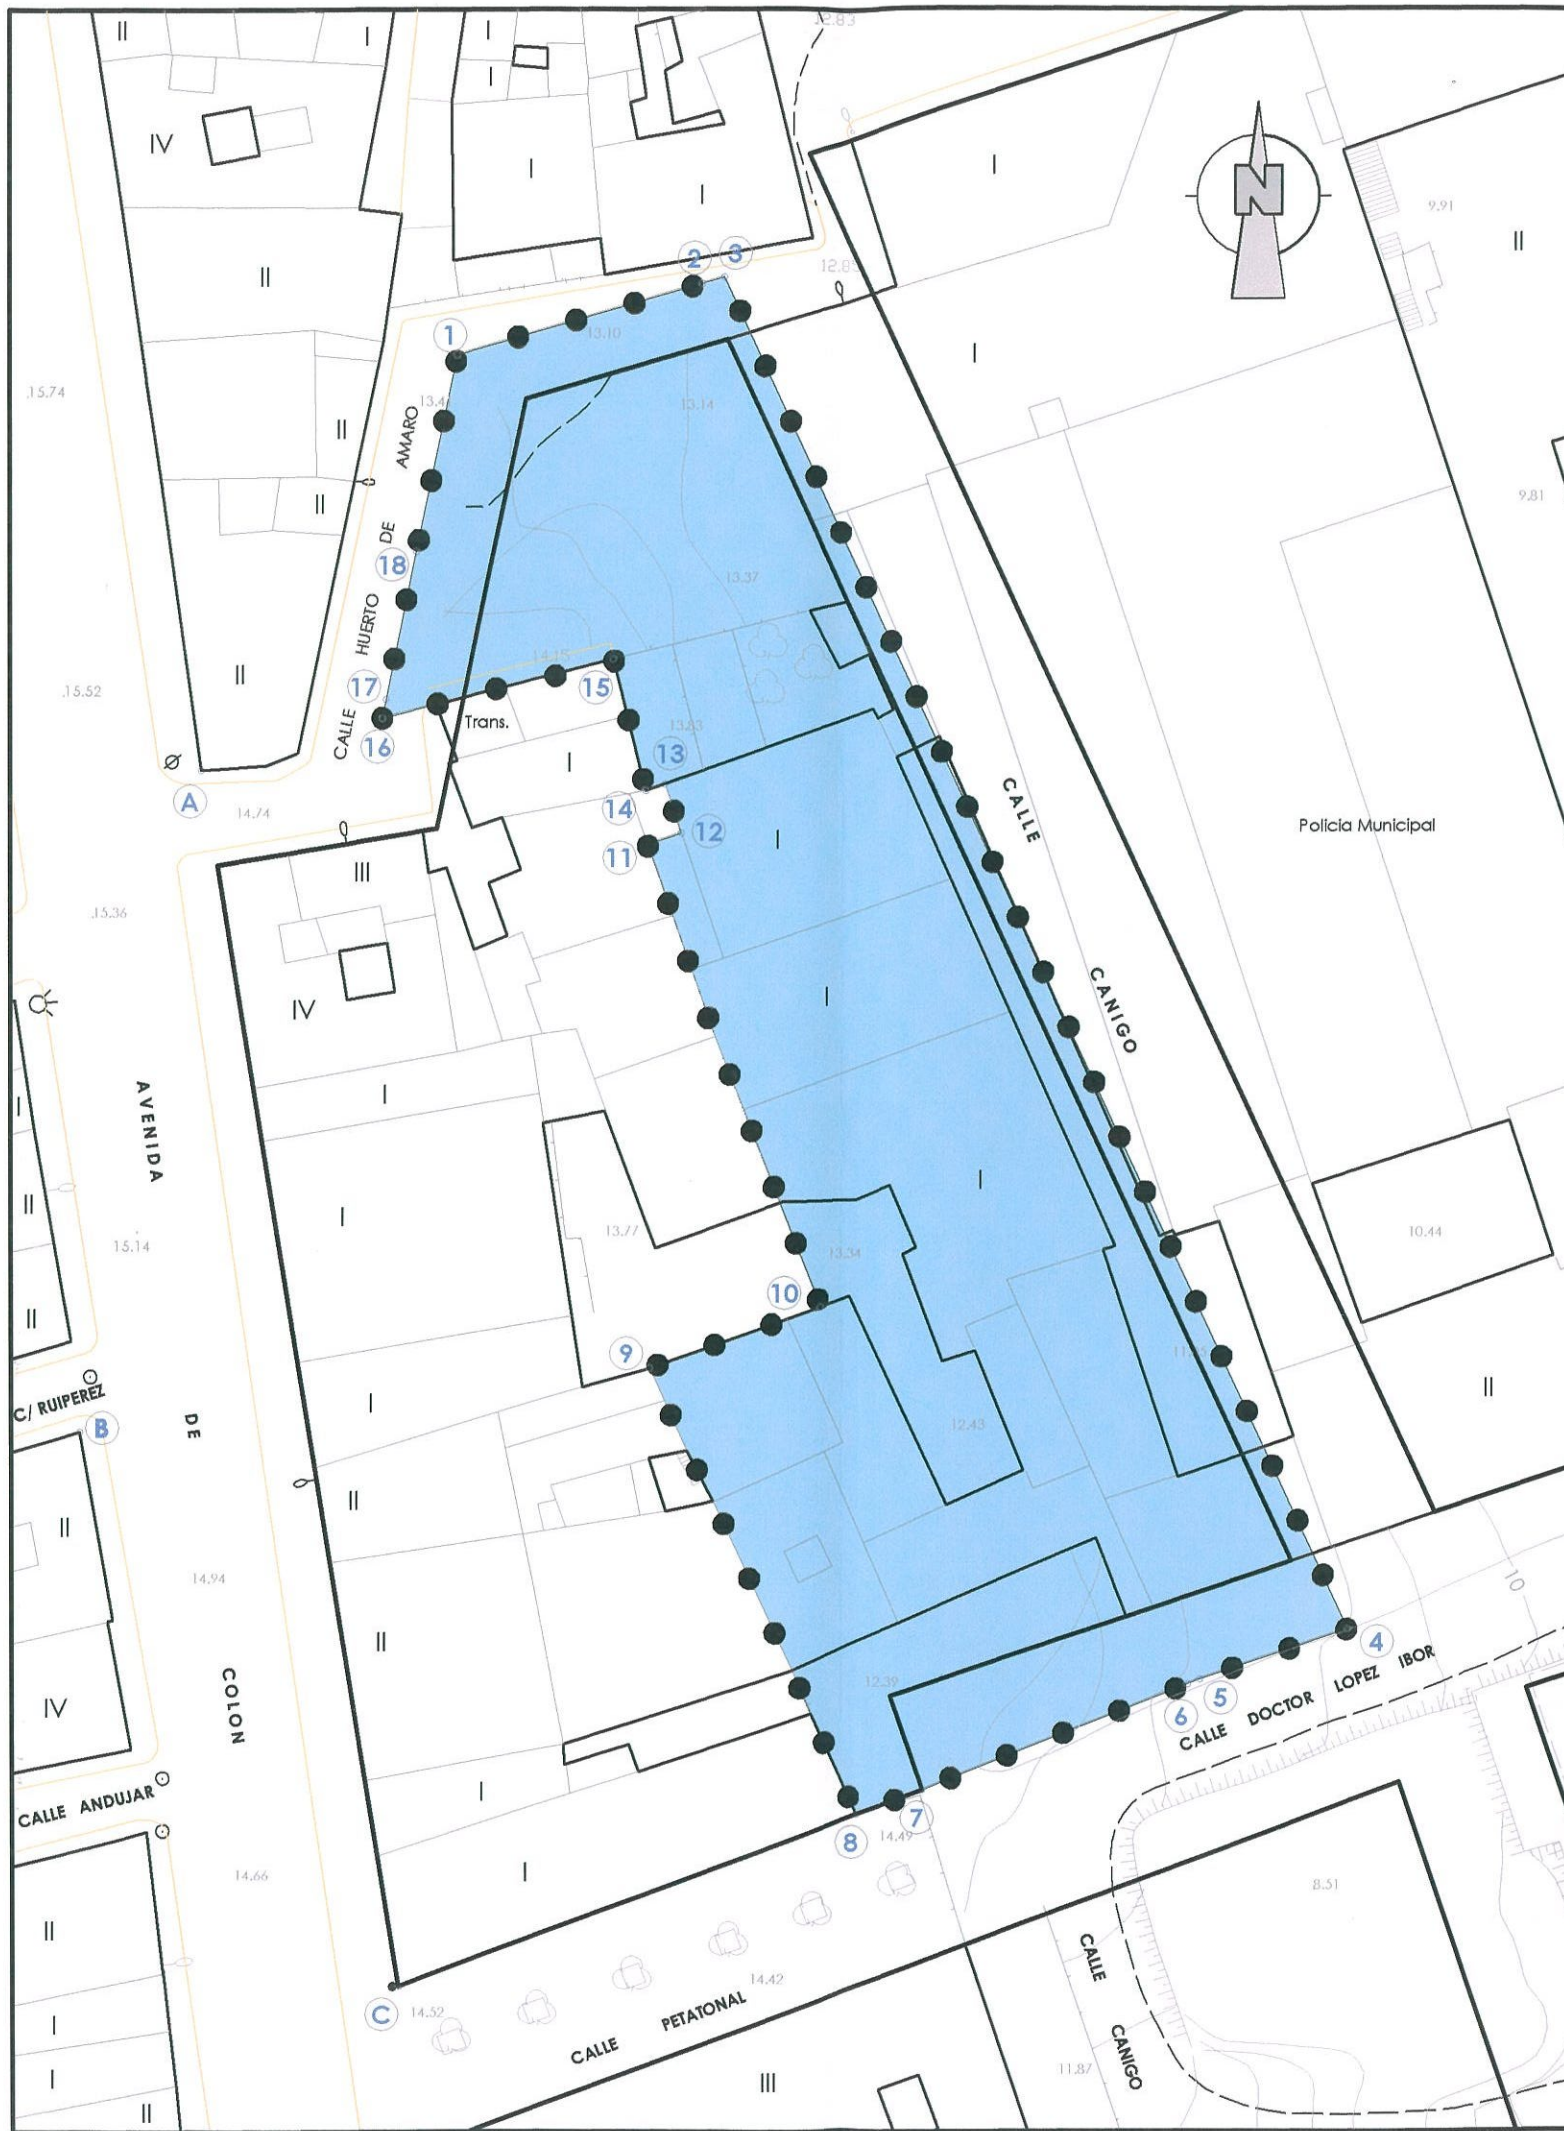 12.83
II
I
I
I
IV
I
I
I
N
9.91
II
II
2
3
12.83
1
13.10
I
15.74
13.4
13.14
II
AMARO
II
9.81
I
DE
18
13.37
HUERTO
14.15
15
II
17
15.52
CALLE
16
Trans.
13.83
13
I
A
14
CALLE
14.74
12
Policia Municipal
11
I
III
15.36
CANIGO
I
IV
AVENIDA
I
I
I
II
13.77
10.44
15.14
13.34
10
II
9
C/ RUIPEREZ
I
II
DE
12.43
B
II
II
14.94
10
II
4
COLON
12.39
5
CALLE DOCTOR LOPEZ IBOR
IV
6
CALLE ANDUJAR
I
7
8
14.49
14.66
I
8.51
II
CALLE
14.42
C
14.52
PETATONAL
CALLE
I
CANIGO
11.87
I
III
II